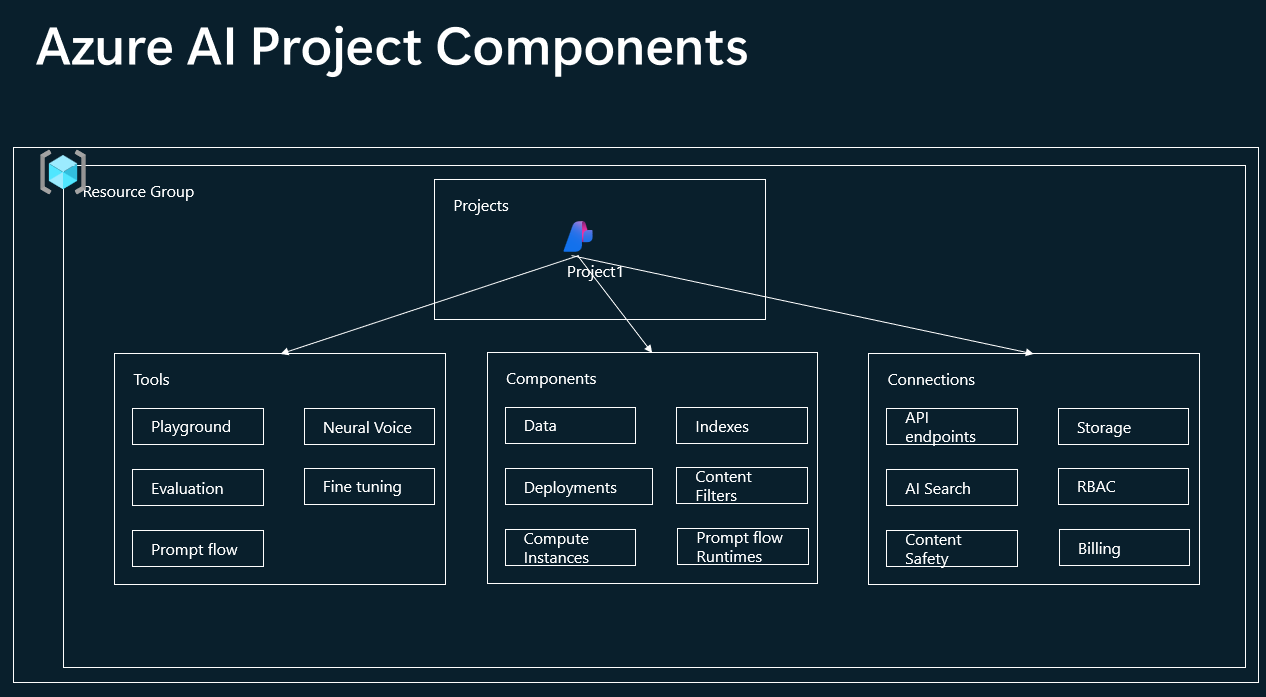 Azure AI Project Components
Resource Group
Projects
Project1
Tools
Playground
Neural Voice
Evaluation
Fine tuning
Prompt flow
Components
Data
Indexes
Deployments
Content
Filters
Compute
Instances
Prompt flow
Runtimes
Connections
API
endpoints
Storage
AI Search
RBAC
Content
Safety
Billing